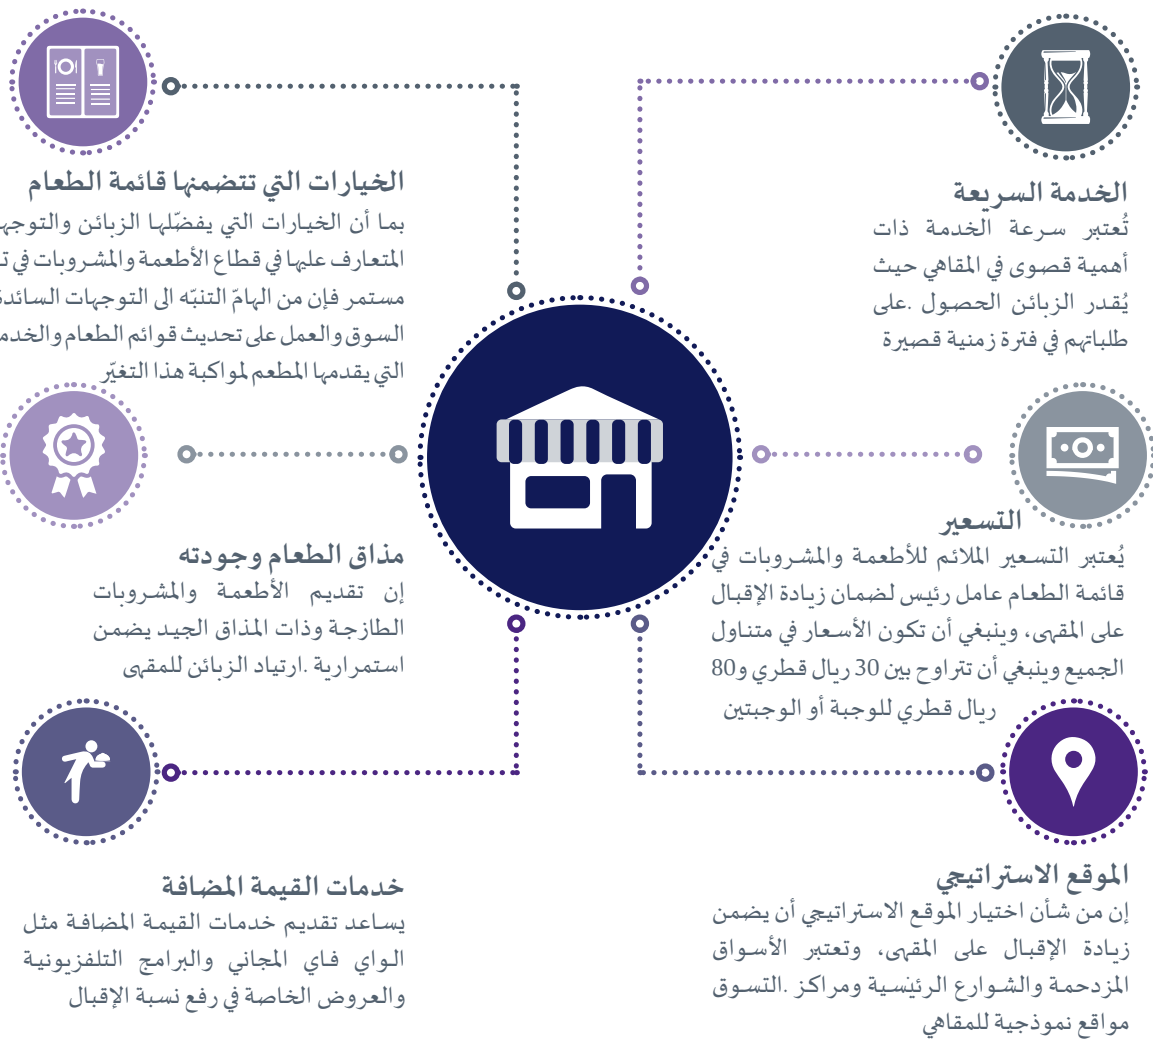 الخدمة السريعة
تُعتبر سرعة الخدمة ذات
أهمية قصوى في المقاهي حيث
يُقدر الزبائن الحصول .على
طلباتهم في فترة زمنية قصيرة
التسعير
يُعتبر التسعير الملائم للأطعمة والمشروبات في
قائمة الطعام عامل رئيس لضمان زيادة الإقبال
على المقهى، وينبغي أن تكون الأسعار في متناول
الجميع وينبغي أن تتراوح بين 30 ريال قطري و80
ريال قطري للوجبة أو الوجبتين
الموقع الاستراتيجي
إن من شأن اختيار الموقع الاستراتيجي أن يضمن
زيادة الإقبال على المقهى، وتعتبر الأسواق
المزدحمة والشوارع الرئيسية ومراكز .التسوق
مواقع نموذجية للمقاهي
الخيارات التي تتضمنها قائمة الطعام
بما أن الخيارات التي يفضّلها الزبائن
المتعارف عليها في قطاع الأطعمة والمشروبات في
مستمر فإن من الهامّ التنبّه الى التوجهات
السوق والعمل على تحديث قوائم الطعام
التي يقدمها المطعم لمواكبة هذا التغيّر
مذاق الطعام وجودته
إن تقديم الأطعمة والمشروبات
الطازجة وذات المذاق الجيد يضمن
استمرارية .ارتياد الزبائن للمقهى
خدمات القيمة المضافة
يساعد تقديم خدمات القيمة المضافة مثل
الواي فاي المجاني والبرامج التلفزيونية
والعروض الخاصة في رفع نسبة الإقبال